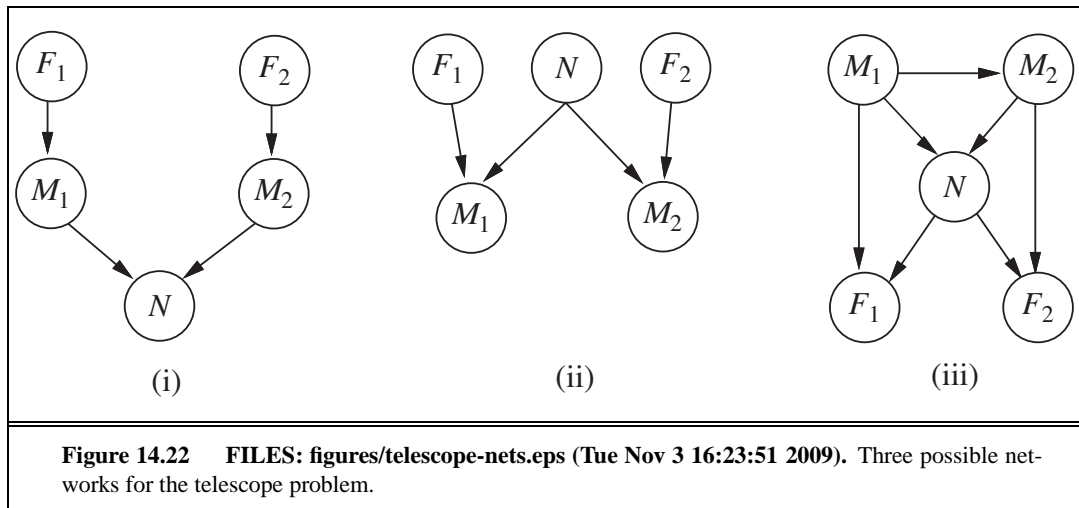 F1 F2 F1 N F2 M1 M2
M1 M2 M1 M2 N
N F1 F2
(i) (ii) (iii)
Figure 14.22 FILES: figures/telescope-nets.eps (Tue Nov 3 16:23:51 2009). Three possible net-
works for the telescope problem.